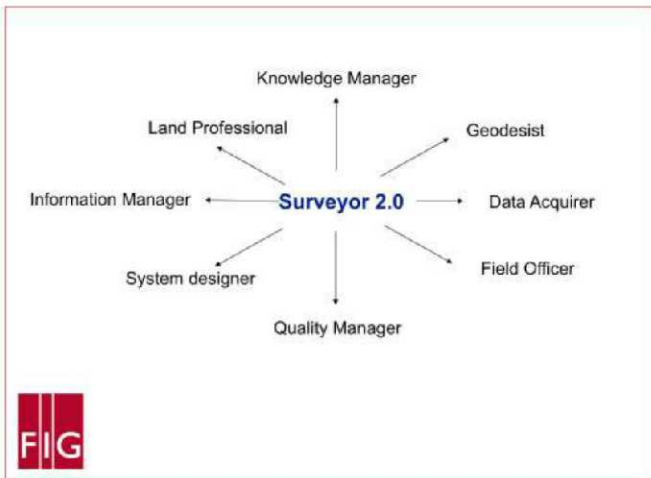 Knowledge Manager
Land Professional
Geodesist
Information Manager
Surveyor 2.0
Data Acquirer
System designer
Field Officer
Quality Manager
FIG